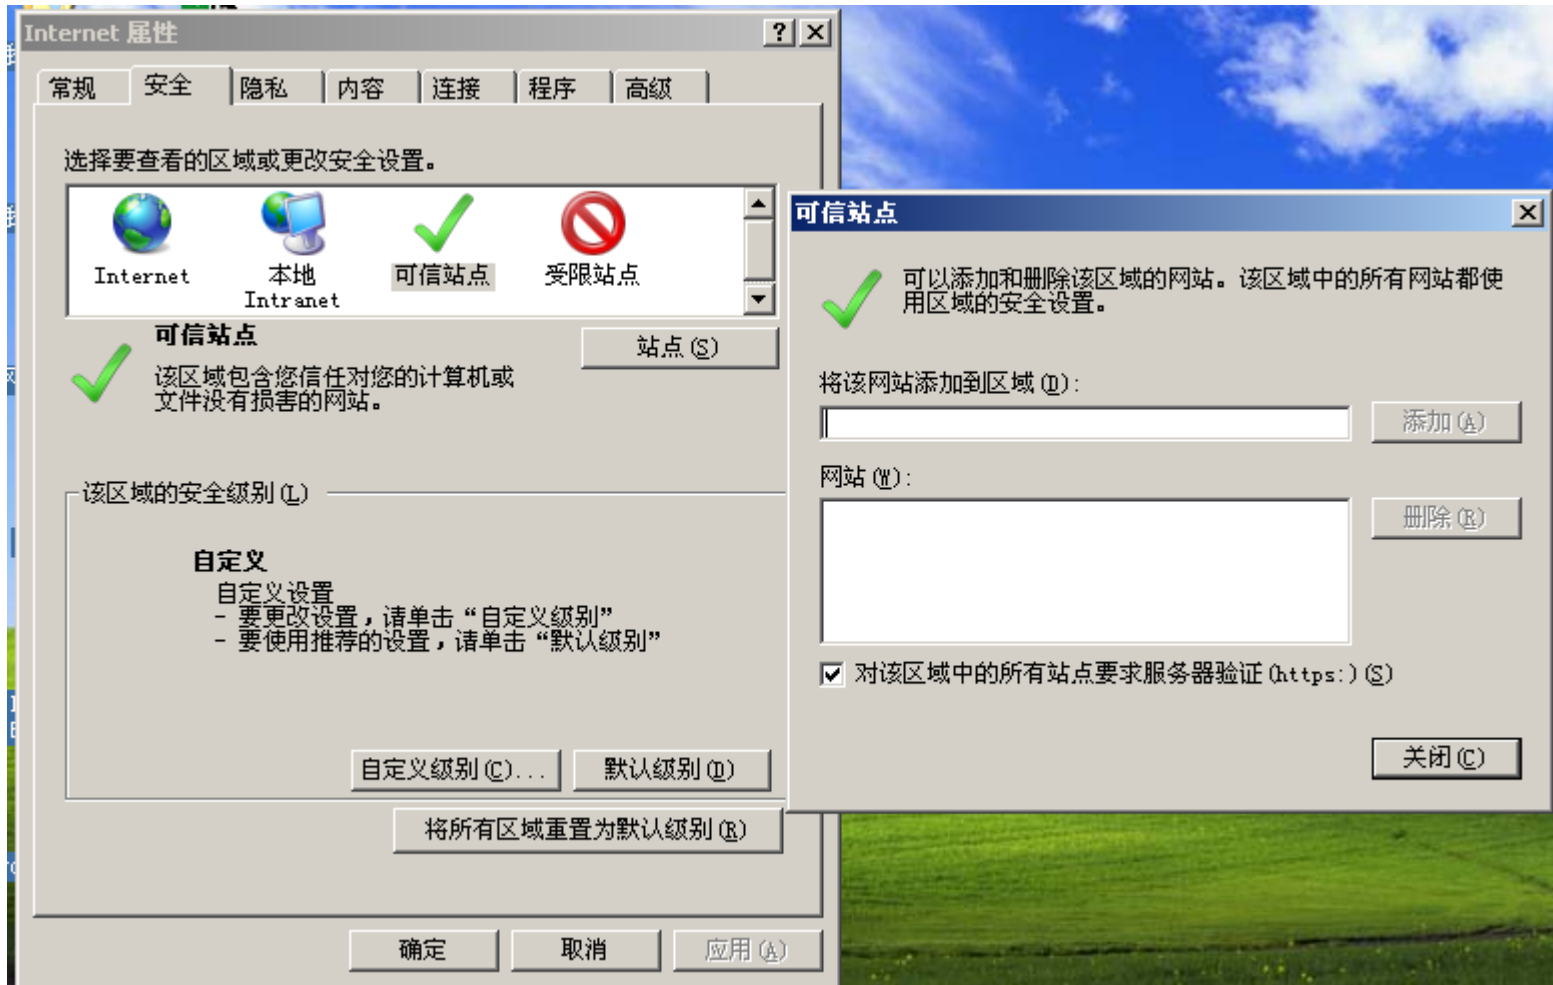 Internet 属性
常规
安全
隐私
内容
连接
程序
高级
选择要查看的区域或更改安全设置。
Internet
本地
Intranet
可信站点
受限站点
可信站点
站点(S)
该区域包含您信任对您的计算机或
文件没有损害的网站。
该区域的安全级别(L)
自定义
自定义设置
- 要更改设置，请单击“自定义级别”
- 要使用推荐的设置，请单击“默认级别”
自定义级别(C)...
默认级别(D)
将所有区域重置为默认级别(R)
确定
取消
应用(A)
可信站点
可以添加和删除该区域的网站。该区域中的所有网站都使
用区域的安全设置。
将该网站添加到区域(D):
添加(A)
网站(W):
删除(R)
对该区域中的所有站点要求服务器验证(https:)(S)
关闭(C)